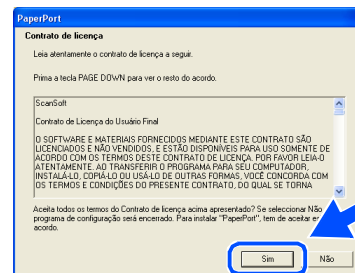 PaperPort
Contrato de licença
Leia atentamente o contrato de licença a seguir.
Prima a tecla PAGE DOWN para ver o resto do acordo.
ScanSoft
Contrato de Licença do Usuário Final
O SOFTWARE E MATERIAIS FORNECIDOS MEDIANTE ESTE CONTRATO SÃO
LICENCIADOS E NÃO VENDIDOS, E ESTÃO DISPONÍVEIS PARA USO SOMENTE DE
ACORDO COM OS TERMOS DESTE CONTRATO DE LICENÇA. POR FAVOR LEIA-O
ATENTAMENTE. AO TRANSFERIR O PROGRAMA PARA SEU COMPUTADOR,
INSTALÁ-LO, COPIÁ-LO OU USÁ-LO DE OUTRAS FORMAS, VOCÊ CONCORDA COM
OS TERMOS E CONDIÇÕES DO PRESENTE CONTRATO, DO QUAL SE TORNA
Aceita todos os termos do Contrato de licença acima apresentado? Se seleccionar Não
programa de configuração será encerrado. Para instalar "PaperPort", tem de aceitar
acordo.
Sim
Não